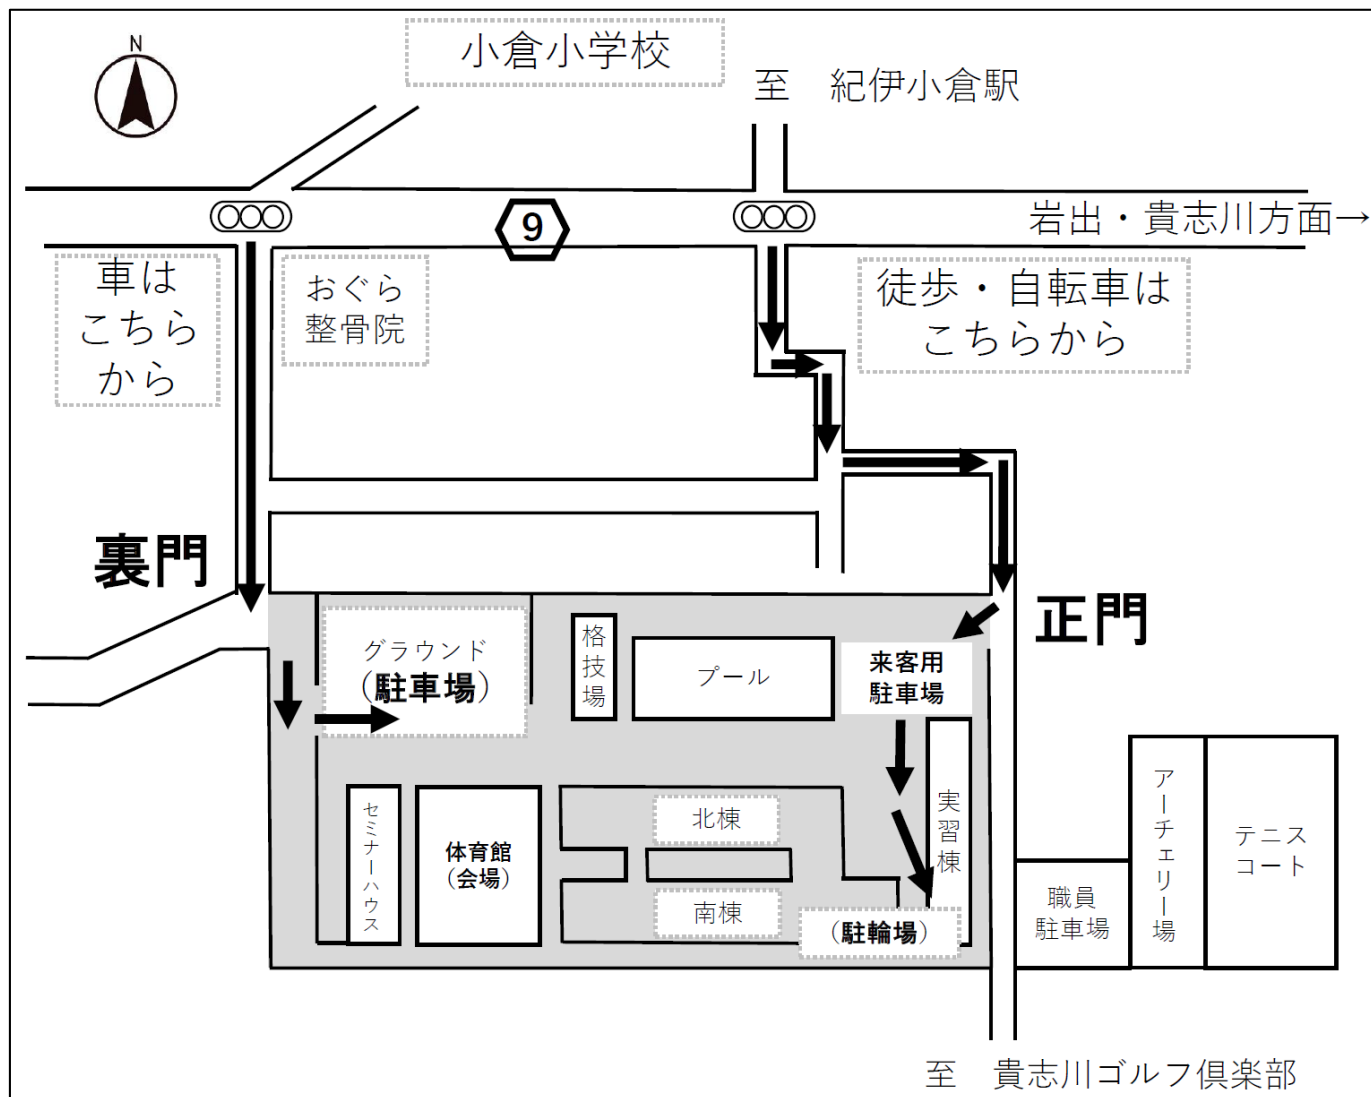 N
小倉小学校
至　紀伊小倉駅
9
岩出・貴志川方面→
車は
こちら
から
おぐら
整骨院
徒歩・自転車は
こちらから
裏門
正門
グラウンド
（駐車場）
格技場
プール
来客用
駐車場
セミナーハウス
体育館
（会場）
北棟
南棟
実習棟
（駐輪場）
職員
駐車場
アーチェリー場
テニス
コート
至　貴志川ゴルフ倶楽部